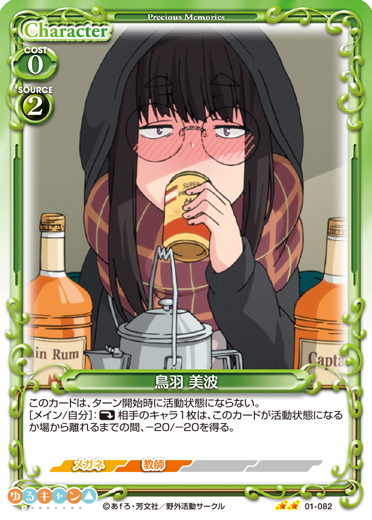 Precious Memories
Character
COST
0
SOURCE
2
SUPER
in Rum
Capta
鳥羽 美波
このカードは、ターン開始時に活動状態にならない。
[メイン/自分]： 相手のキャラ1枚は、このカードが活動状態になる
か場から離れるまでの間、−20/−20を得る。
メガネ
教師
ゆるキャン
©あfろ・芳文社／野外活動サークル
01-082